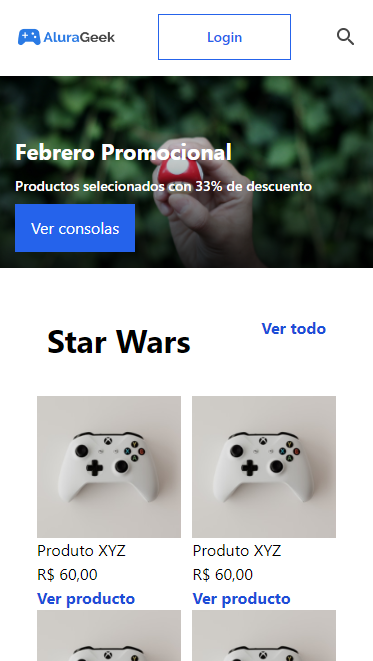 AluraGeek
Login
Febrero Promocional
Productos selecionados con 33% de descuento
Ver consolas
Star Wars
Ver todo
Produto XYZ
R$ 60,00
Ver producto
Produto XYZ
R$ 60,00
Ver producto